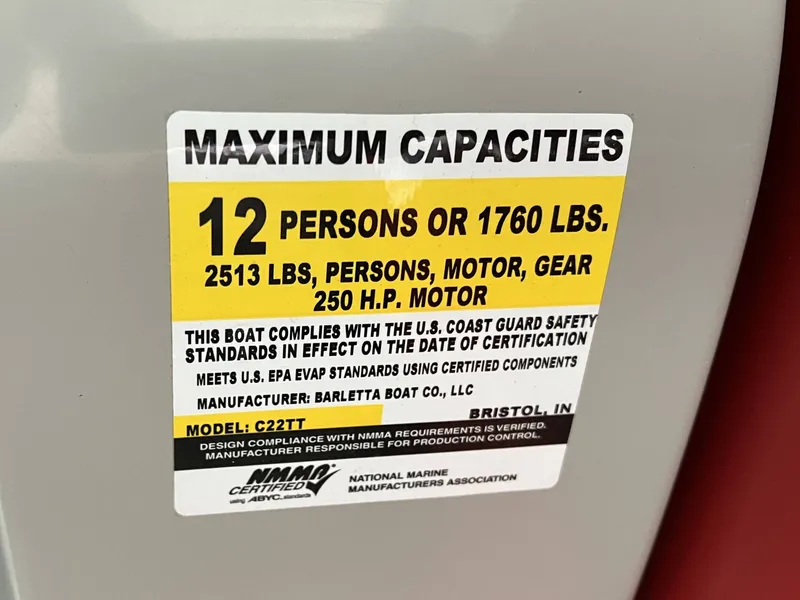 MAXIMUM CAPACITIES
12 PERSONS OR 1760 LBS.
2513 LBS, PERSONS, MOTOR, GEAR
250 H.P. MOTOR
THIS BOAT COMPLIES WITH THE U.S. COAST GUARD SAFETY
STANDARDS IN EFFECT ON THE DATE OF CERTIFICATION
MEETS U.S. EPA EVAP STANDARDS USING CERTIFIED COMPONENTS
MANUFACTURER: BARLETTA BOAT CO., LLC
MODEL: C22TT BRISTOL, IN
DESIGN COMPLIANCE WITH NMMA REQUIREMENTS IS VERIFIED.
MANUFACTURER RESPONSIBLE FOR PRODUCTION CONTROL.
NMMA®
CERTIFIED
using ABYC standards
NATIONAL MARINE
MANUFACTURERS ASSOCIATION